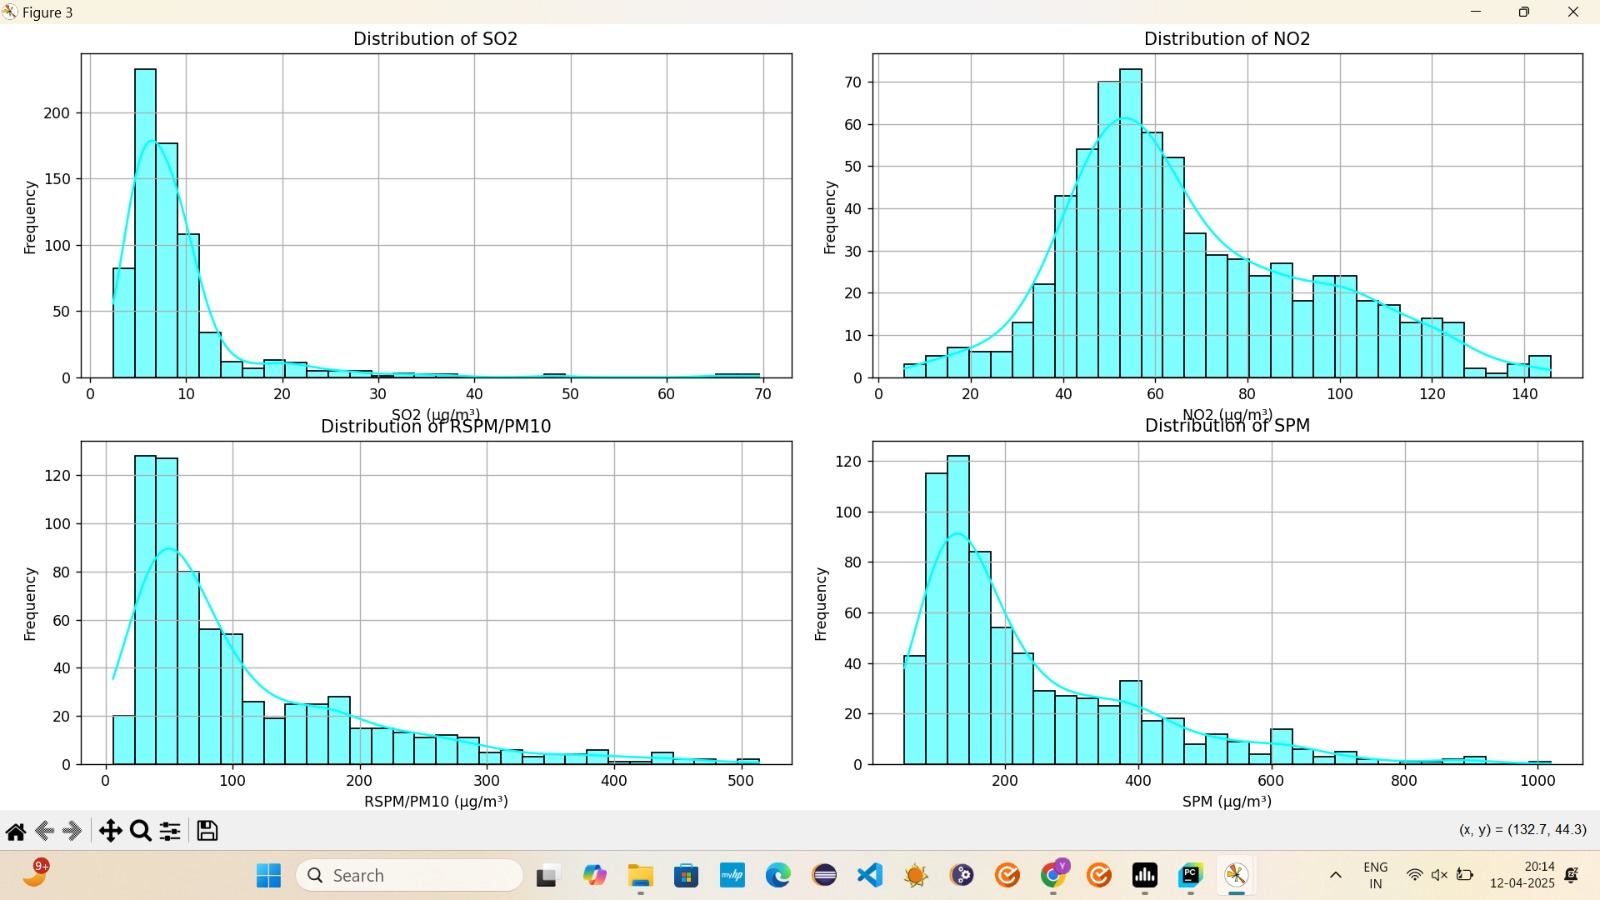 Figure 3
Distribution of SO2
Frequency
200
150
100
50
0
0 10 20 30 40 50 60 70
SO2 (µg/m³)
Distribution of NO2
Frequency
70
60
50
40
30
20
10
0
0 20 40 60 80 100 120 140
NO2 (µg/m³)
Distribution of RSPM/PM10
Frequency
120
100
80
60
40
20
0
0 100 200 300 400 500
RSPM/PM10 (µg/m³)
Distribution of SPM
Frequency
120
100
80
60
40
20
0
200 400 600 800 1000
SPM (µg/m³)
(x, y) = (132.7, 44.3)
9+
Search
myhp
Y
PC
ENG
IN
20:14
12-04-2025